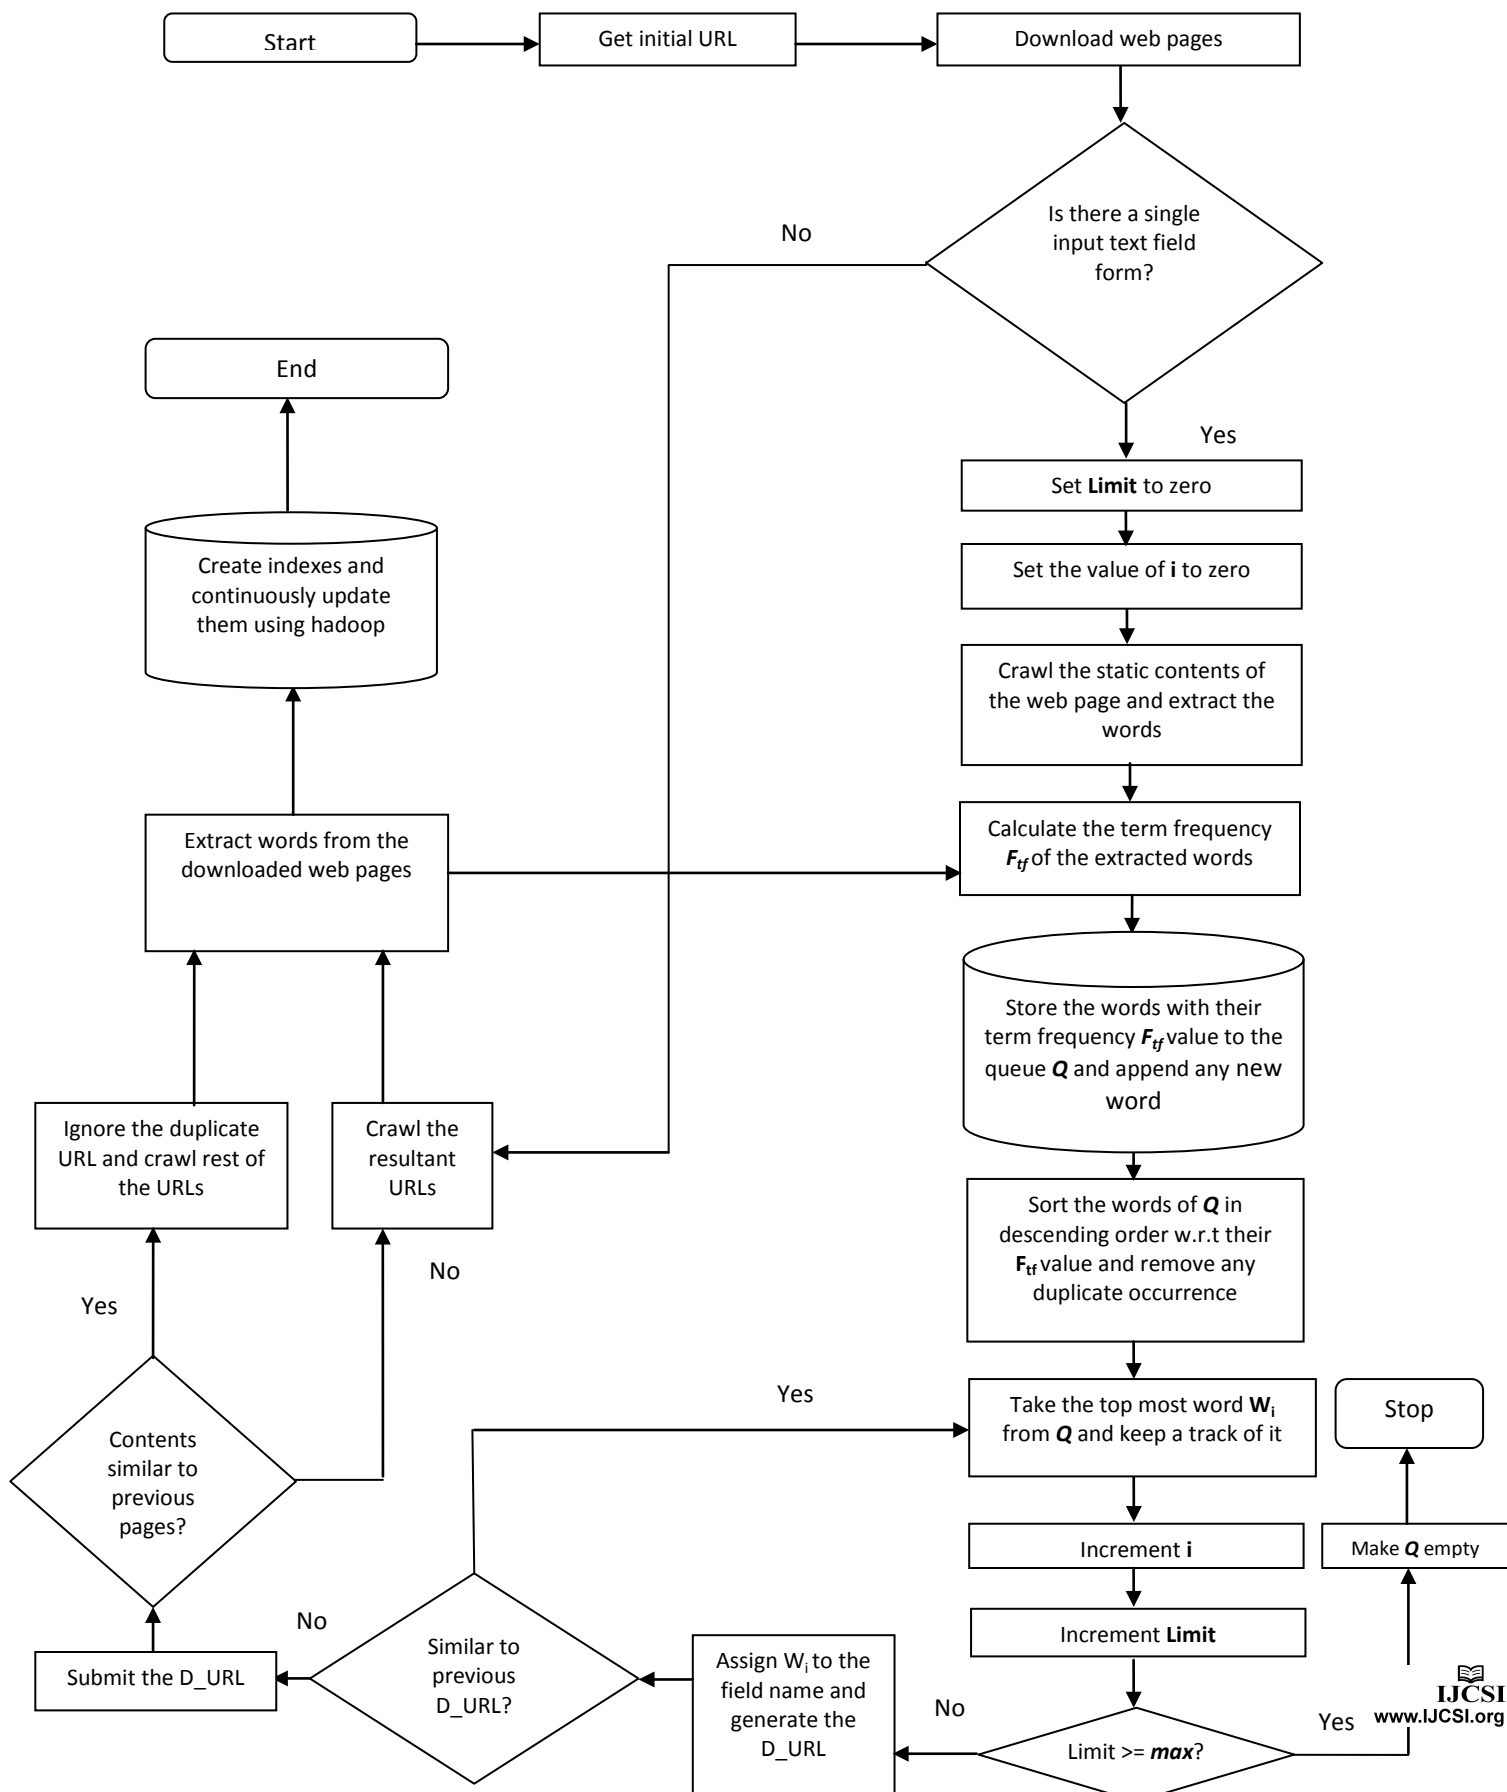 Start
Get initial URL
Download web pages
Is there a single
input text field
form?
No
Yes
Set Limit to zero
Set the value of i to zero
Crawl the static contents of
the web page and extract the
words
Calculate the term frequency
Ftf of the extracted words
Store the words with their
term frequency Ftf value to the
queue Q and append any new
word
Sort the words of Q in
descending order w.r.t their
Ftf value and remove any
duplicate occurrence
Take the top most word Wi
from Q and keep a track of it
Increment i
Increment Limit
Limit >= max?
Yes
Make Q empty
Stop
No
Assign Wi to the
field name and
generate the
D_URL
Similar to
previous
D_URL?
Yes
No
Submit the D_URL
Contents
similar to
previous
pages?
Yes
No
Ignore the duplicate
URL and crawl rest of
the URLs
Crawl the
resultant
URLs
Extract words from the
downloaded web pages
Create indexes and
continuously update
them using hadoop
End
IJCSI
www.IJCSI.org